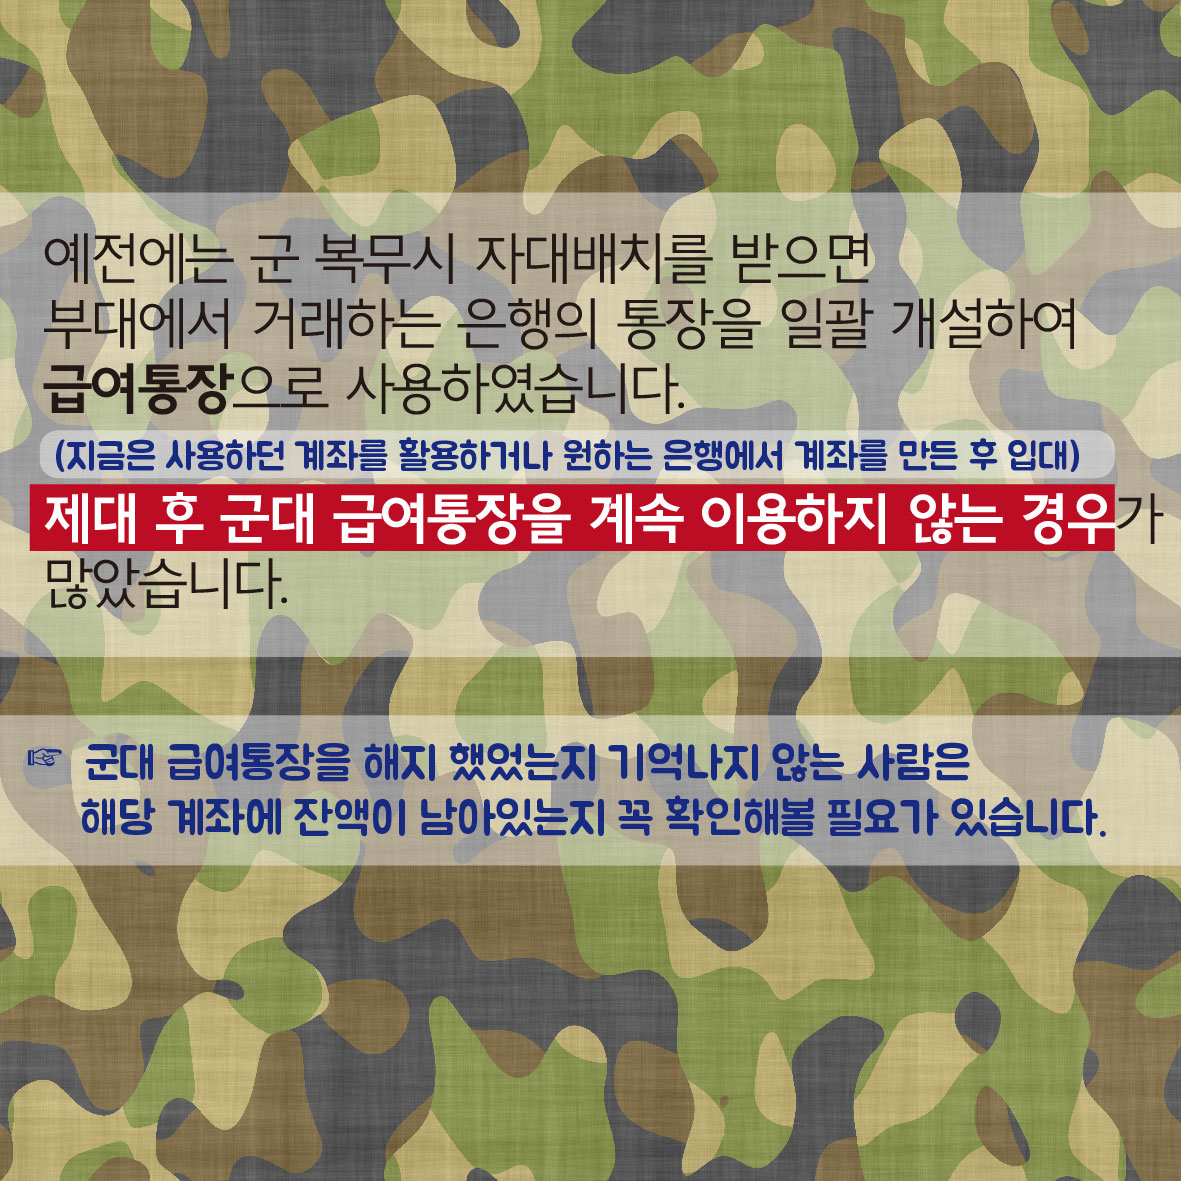 예전에는 군 복무시 자대배치를 받으면
부대에서 거래하는 은행의 통장을 일괄 개설하여
급여통장으로 사용하였습니다.
(지금은 사용하던 계좌를 활용하거나 원하는 은행에서 계좌를 만든 후 입대)
제대 후 군대 급여통장을 계속 이용하지 않는 경우가
많았습니다.
☞ 군대 급여통장을 해지 했었는지 기억나지 않는 사람은
해당 계좌에 잔액이 남아있는지 꼭 확인해볼 필요가 있습니다.